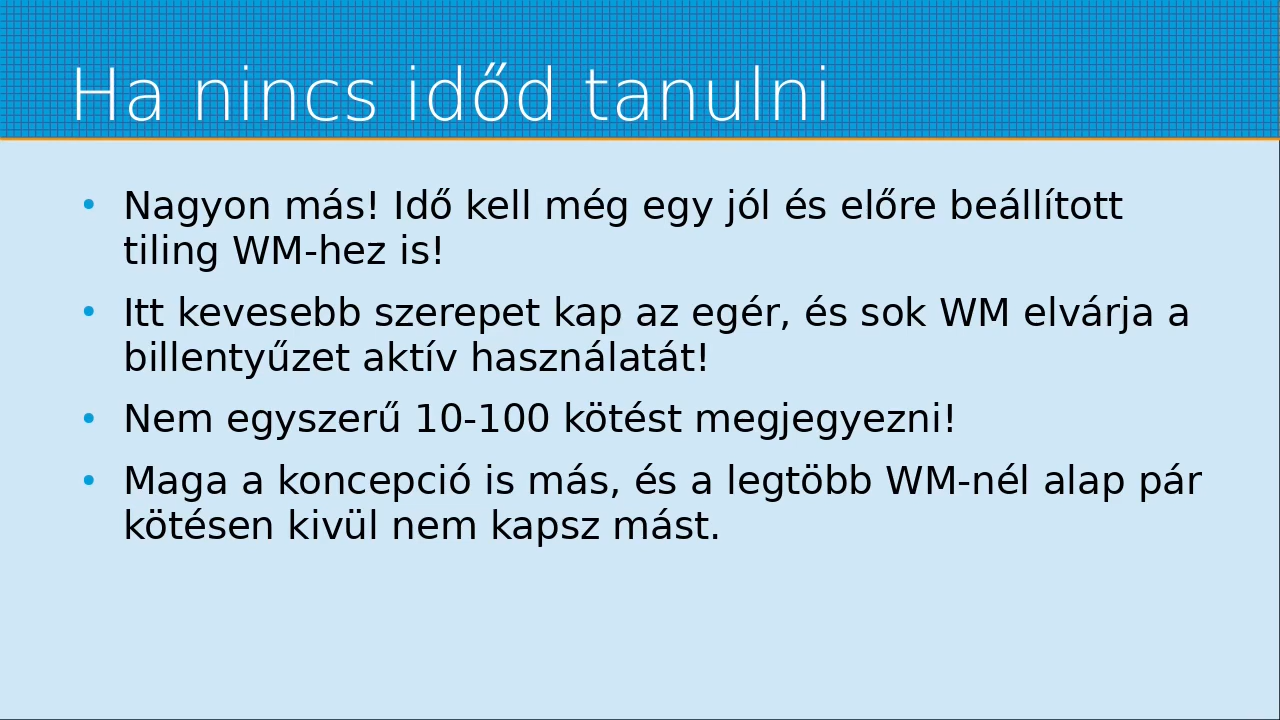 Ha nincs időd tanulni
• Nagyon más! Idő kell még egy jól és előre beállított
tiling WM-hez is!
• Itt kevesebb szerepet kap az egér, és sok WM elvárja a
billentyűzet aktív használatát!
• Nem egyszerű 10-100 kötést megjegyezni!
• Maga a koncepció is más, és a legtöbb WM-nél alap pár
kötésen kivül nem kapsz mást.